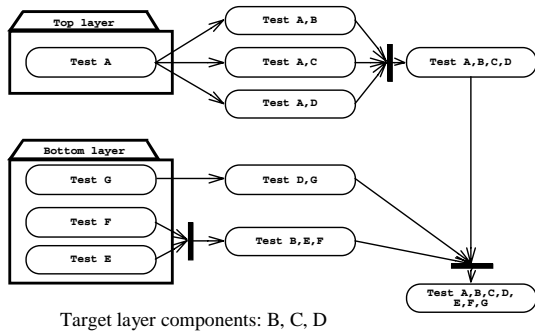 Top layer
Test A
Test A,B
Test A,C
Test A,D
Test A,B,C,D
Bottom layer
Test G
Test F
Test E
Test D,G
Test B,E,F
Test A,B,C,D,
E,F,G
Target layer components: B, C, D